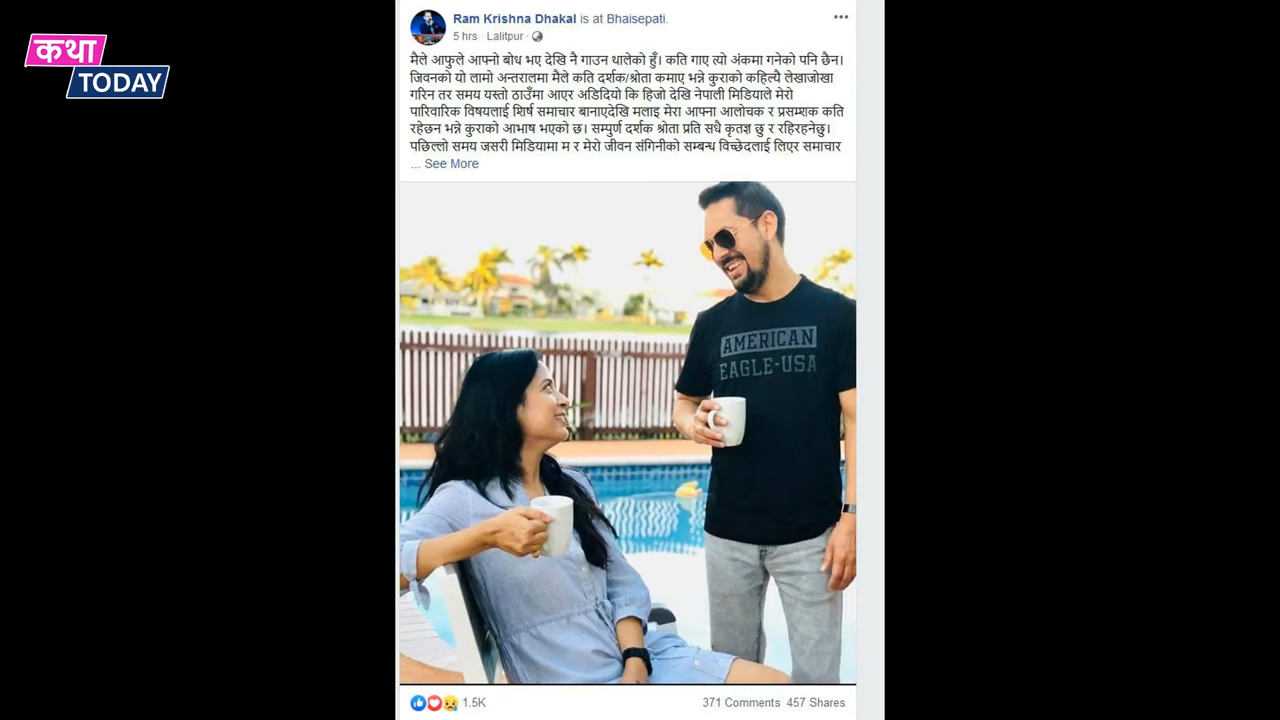 कथा
TODAY
Ram Krishna Dhakal is at Bhaisepati.
5 hrs · Lalitpur ·
मैले आफुले आफ्नो बोध भए देखि नै गाउन थालेको हुँ। कति गाए त्यो अंकमा गनेको पनि छैन।
जिवनको यो लामो अन्तरालमा मैले कति दर्शक/श्रोता कमाए भन्ने कुराको कहिल्यै लेखाजोखा
गरिन तर समय यस्तो ठाउँमा आएर अडिदियो कि हिजो देखि नेपाली मिडियाले मेरो
पारिवारिक विषयलाई शिर्ष समाचार बानाएदेखि मलाइ मेरा आफ्ना आलोचक र प्रसम्शक कति
रहेछन भन्ने कुराको आभाष भएको छ। सम्पुर्ण दर्शक श्रोता प्रति सधै कृतज्ञ छु र रहिरहनेछु।
पछिल्लो समय जसरी मिडियामा म र मेरो जीवन संगिनीको सम्बन्ध विच्छेदलाई लिएर समाचार
... See More
AMERICAN
EAGLE-USA
1.5K
371 Comments 457 Shares